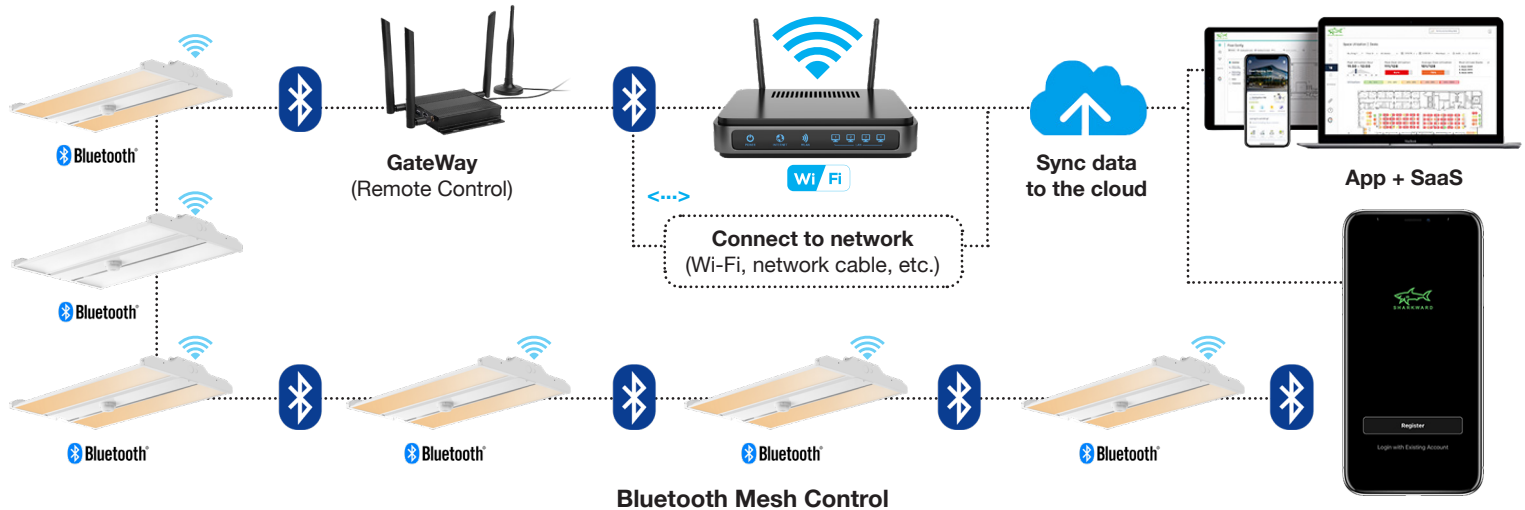 Bluetooth®
GateWay
(Remote Control)
Wi Fi
<...>
Connect to network
(Wi-Fi, network cable, etc.)
Sync data
to the cloud
App + SaaS
Bluetooth®
SHARKWARD
Register
Login with Existing Account
Bluetooth®
Bluetooth®
Bluetooth®
Bluetooth®
Bluetooth Mesh Control